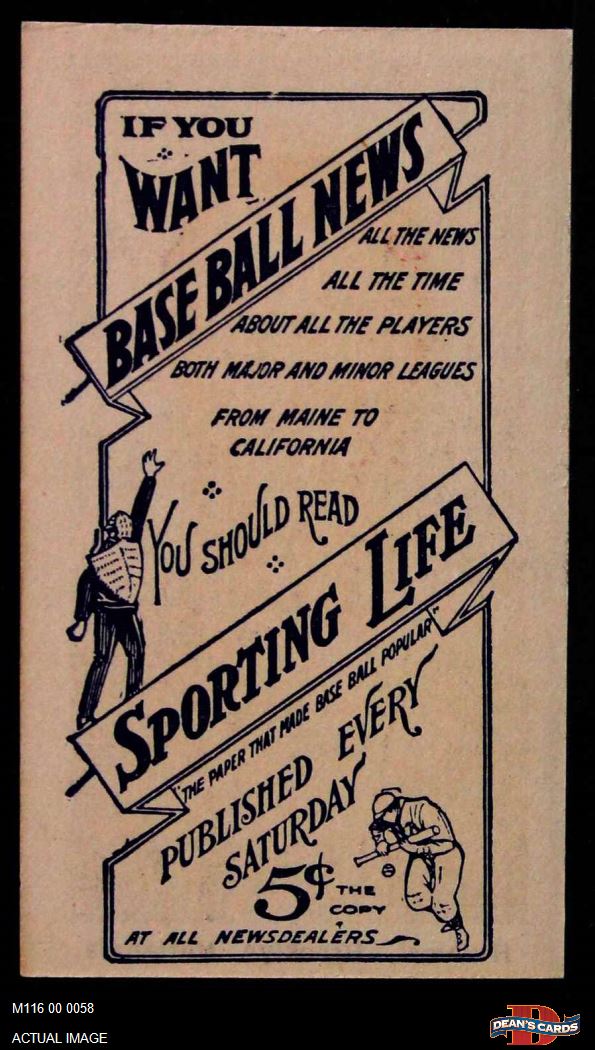 IF YOU
WANT
BASE BALL NEWS
ALL THE NEWS
ALL THE TIME
ABOUT ALL THE PLAYERS
BOTH MAJOR AND MINOR LEAGUES
FROM MAINE TO
CALIFORNIA
YOU SHOULD READ
SPORTING LIFE
"THE PAPER THAT MADE BASE BALL POPULAR"
PUBLISHED EVERY
SATURDAY
5¢ THE
COPY
AT ALL NEWSDEALERS
M116 00 0058
ACTUAL IMAGE
D
DEAN'S CARDS